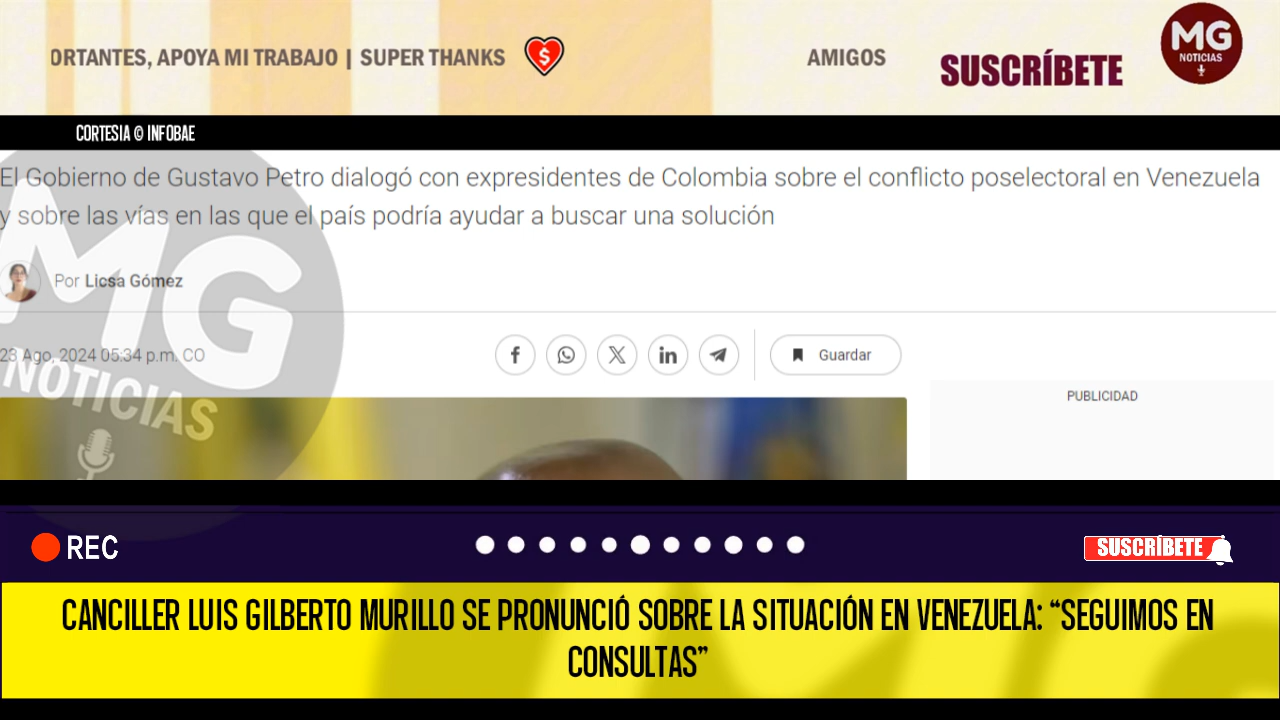 ORTANTES, APOYA MI TRABAJO | SUPER THANKS
AMIGOS
SUSCRÍBETE
MG
NOTICIAS
CORTESIA © INFOBAE
El Gobierno de Gustavo Petro dialogó con expresidentes de Colombia sobre el conflicto poselectoral en Venezuela
y sobre las vías en las que el país podría ayudar a buscar una solución
Por Licsa Gómez
MG
NOTICIAS
23 Ago, 2024 05:34 p.m. CO
Guardar
PUBLICIDAD
REC
SUSCRÍBETE
CANCILLER LUIS GILBERTO MURILLO SE PRONUNCIÓ SOBRE LA SITUACIÓN EN VENEZUELA: “SEGUIMOS EN
CONSULTAS”